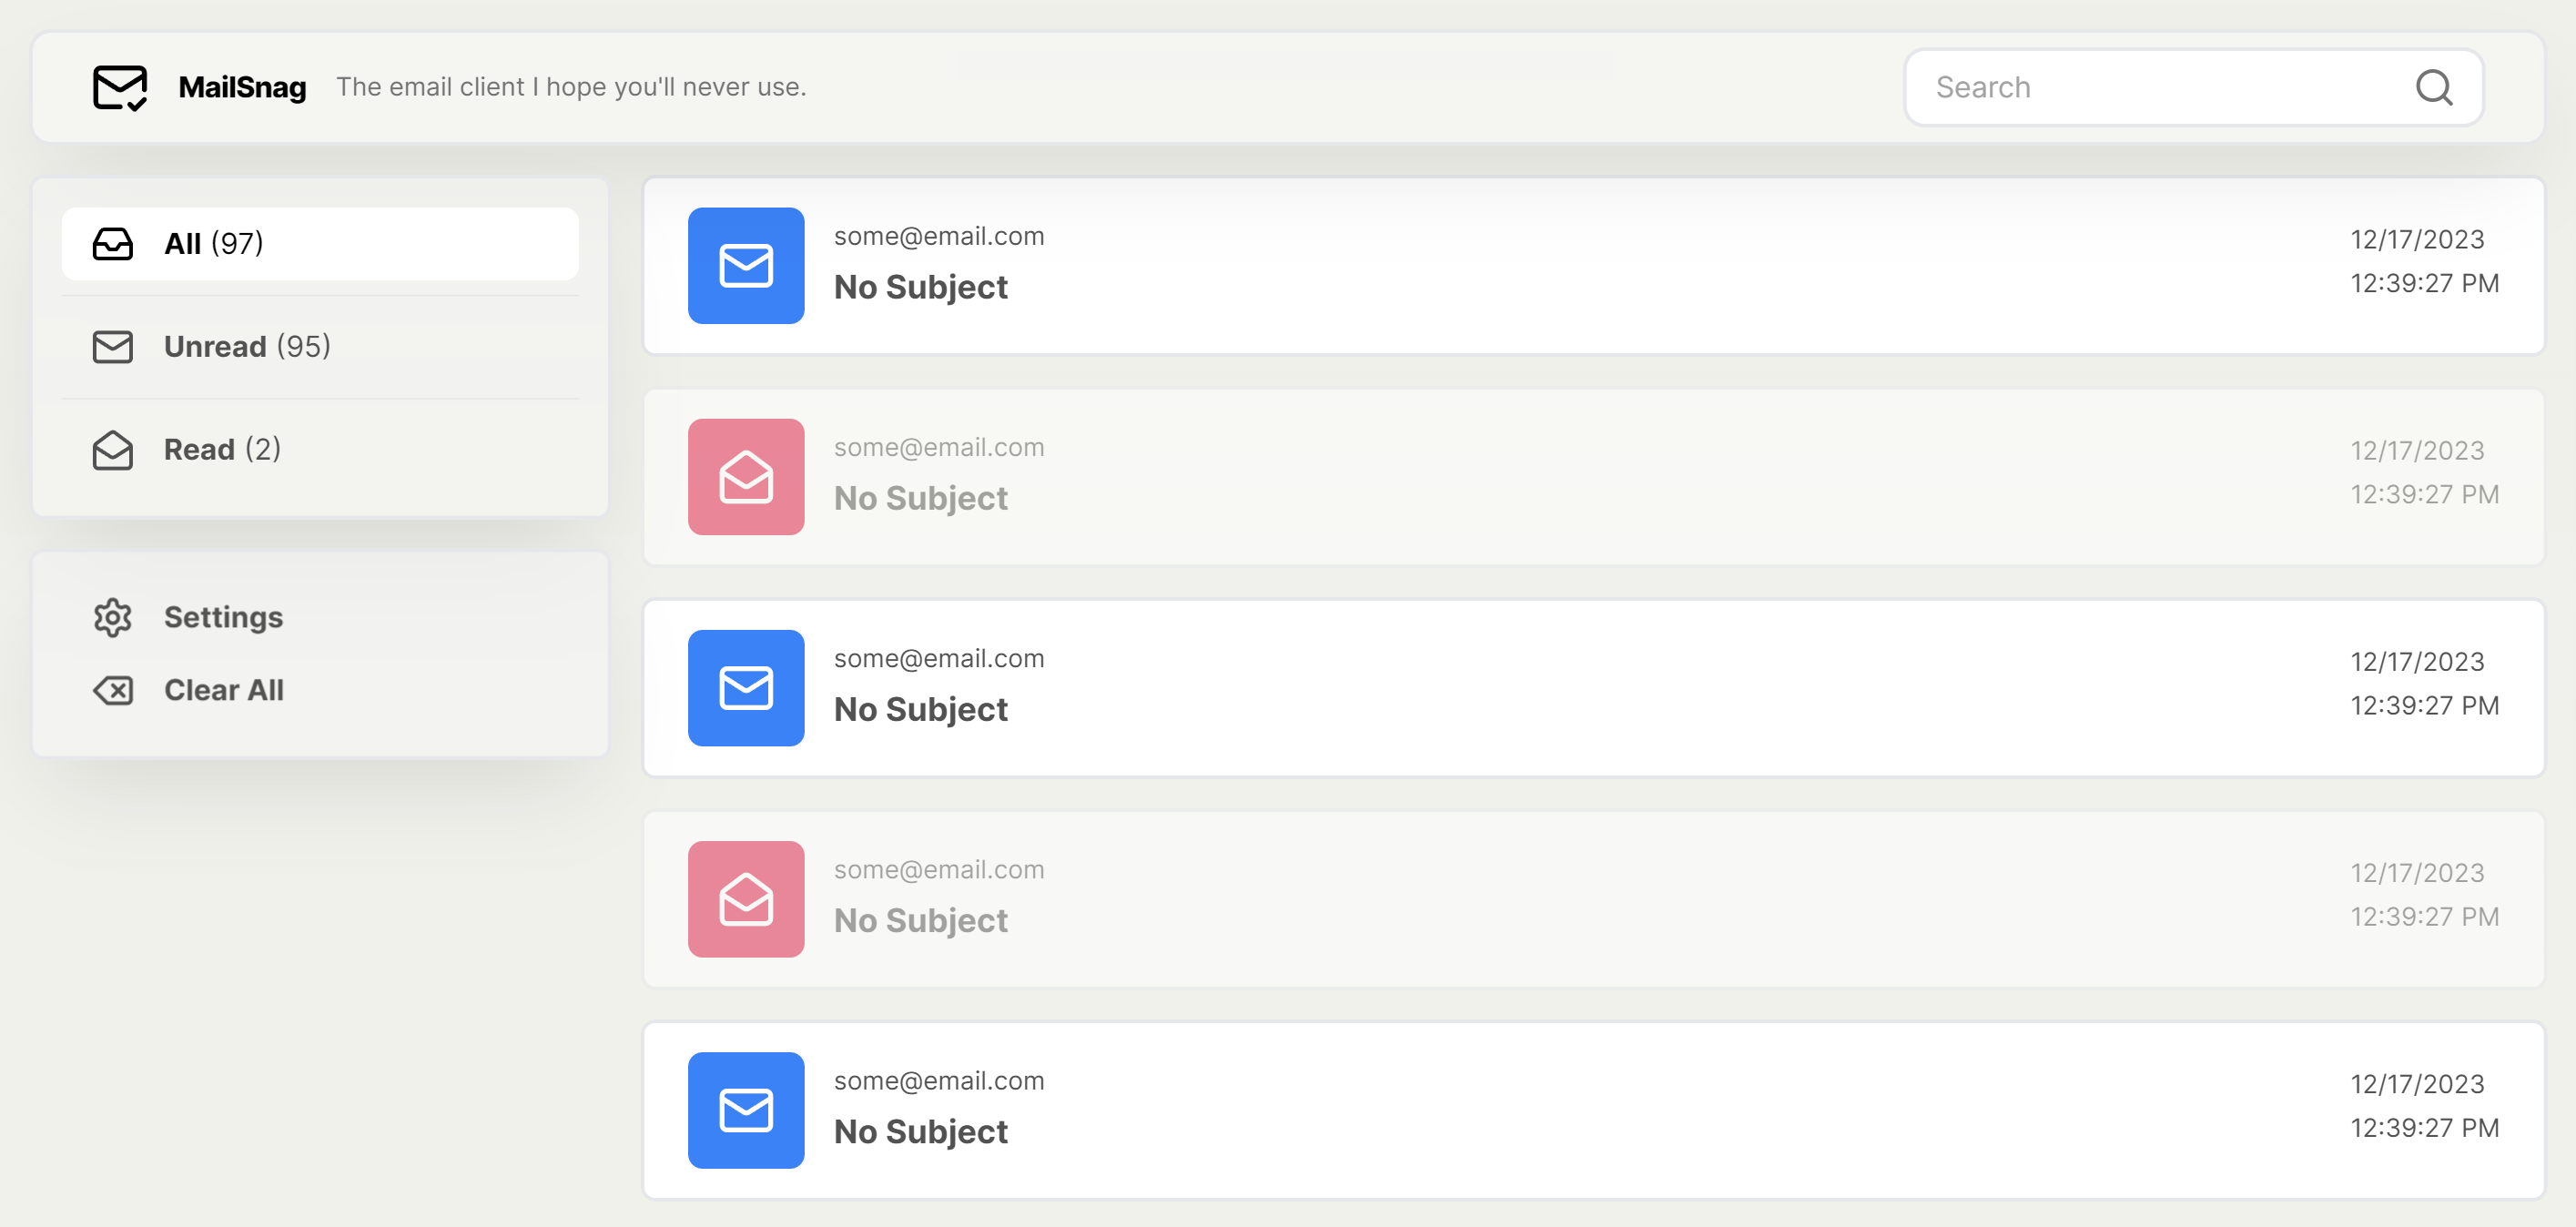 MailSnag The email client I hope you'll never use.
Search
All (97)
Unread (95)
Read (2)
Settings
Clear All
some@email.com
No Subject
12/17/2023
12:39:27 PM
some@email.com
No Subject
12/17/2023
12:39:27 PM
some@email.com
No Subject
12/17/2023
12:39:27 PM
some@email.com
No Subject
12/17/2023
12:39:27 PM
some@email.com
No Subject
12/17/2023
12:39:27 PM